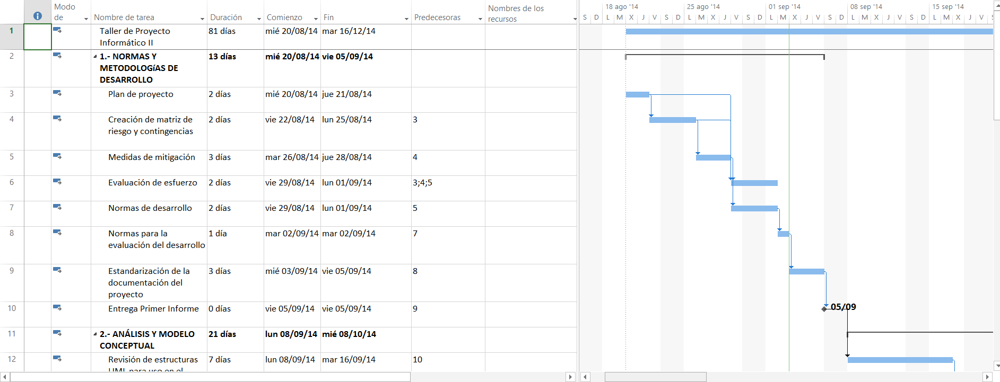 Modo de
Nombre de tarea
Duración
Comienzo
Fin
Predecesoras
Nombres de los recursos
18 ago '14
25 ago '14
01 sep '14
08 sep '14
15 sep '14
S D L M X J V S D L M X J V S D L M X J V S D L M X J V S D L M X J V S
1 Taller de Proyecto 81 días mié 20/08/14 mar 16/12/14
Informático II
2 1.- NORMAS Y 13 días mié 20/08/14 vie 05/09/14
METODOLOGíAS DE
DESARROLLO
3 Plan de proyecto 2 días mié 20/08/14 jue 21/08/14
4 Creación de matriz de 2 días vie 22/08/14 lun 25/08/14 3
riesgo y contingencias
5 Medidas de mitigación 3 días mar 26/08/14 jue 28/08/14 4
6 Evaluación de esfuerzo 2 días vie 29/08/14 lun 01/09/14 3;4;5
7 Normas de desarrollo 2 días vie 29/08/14 lun 01/09/14 5
8 Normas para la 1 día mar 02/09/14 mar 02/09/14 7
evaluación del desarrollo
9 Estandarización de la 3 días mié 03/09/14 vie 05/09/14 8
documentación del
proyecto
10 Entrega Primer Informe 0 días vie 05/09/14 vie 05/09/14 9
05/09
11 2.- ANÁLISIS Y MODELO 21 días lun 08/09/14 mié 08/10/14
CONCEPTUAL
12 Revisión de estructuras 7 días lun 08/09/14 mar 16/09/14 10
UML para uso en el